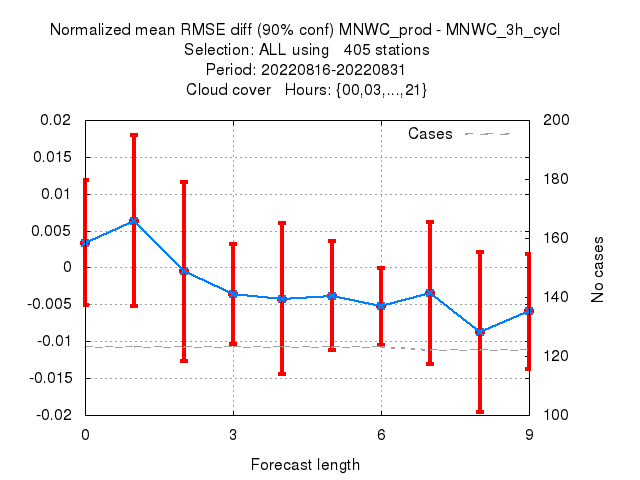 Normalized mean RMSE diff (90% conf) MNWC_prod - MNWC_3h_cycl
Selection: ALL using   405 stations
Period: 20220816-20220831
Cloud cover   Hours: {00,03,...,21}
Cases
0.02
0.015
0.01
0.005
0
-0.005
-0.01
-0.015
-0.02
200
180
160
140
120
100
No cases
0 3 6 9
Forecast length